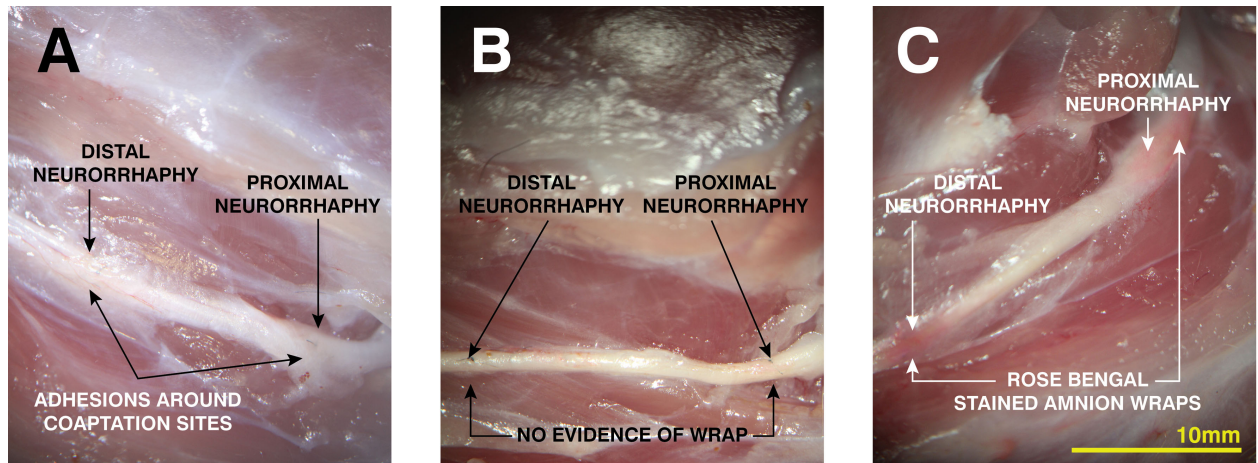 A
DISTAL
NEURORRHAPHY
PROXIMAL
NEURORRHAPHY
ADHESIONS AROUND
COAPTATION SITES
B
DISTAL
NEURORRHAPHY
PROXIMAL
NEURORRHAPHY
NO EVIDENCE OF WRAP
C
PROXIMAL
NEURORRHAPHY
DISTAL
NEURORRHAPHY
ROSE BENGAL
STAINED AMNION WRAPS
10mm